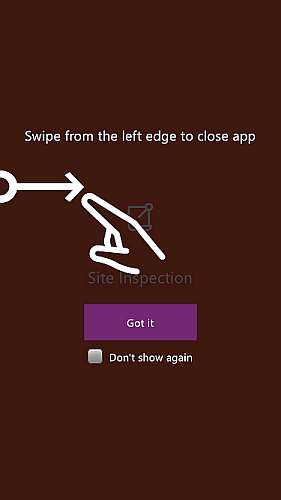 Swipe from the left edge to close app
Site Inspection
Got it
Don't show again